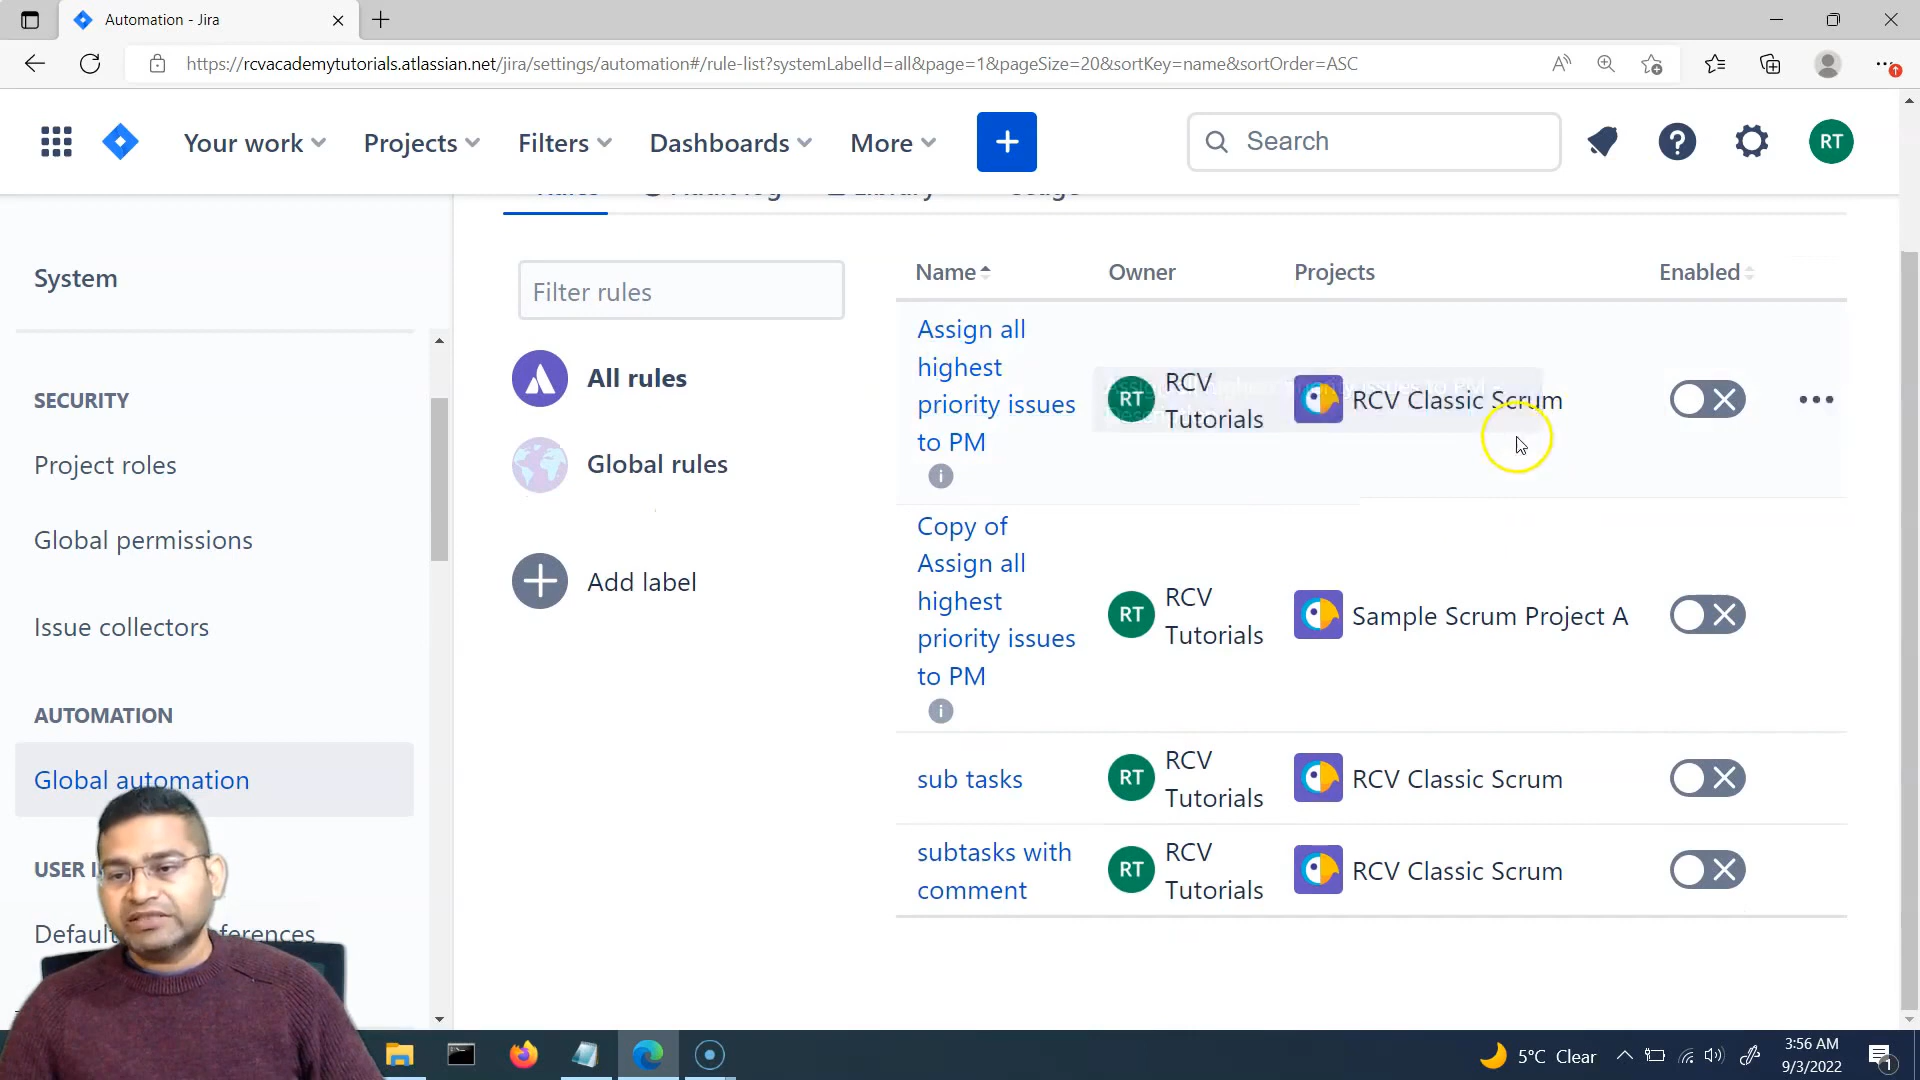 Automation - Jira
https://rcvacademytutorials.atlassian.net/jira/settings/automation#/rule-list?systemLabelId=all&page=1&pageSize=20&sortKey=name&sortOrder=ASC
Your work
Projects
Filters
Dashboards
More
Search
RT
System
SECURITY
Project roles
Global permissions
Issue collectors
AUTOMATION
Global automation
Filter rules
All rules
Global rules
Add label
Name
Owner
Projects
Enabled
Assign all
highest
priority issues
to PM
RT
RCV
Tutorials
RCV Classic Scrum
Copy of
Assign all
highest
priority issues
to PM
RT
RCV
Tutorials
Sample Scrum Project A
sub tasks
RT
RCV
Tutorials
RCV Classic Scrum
subtasks with
comment
RT
RCV
Tutorials
RCV Classic Scrum
5°C Clear
3:56 AM
9/3/2022
1